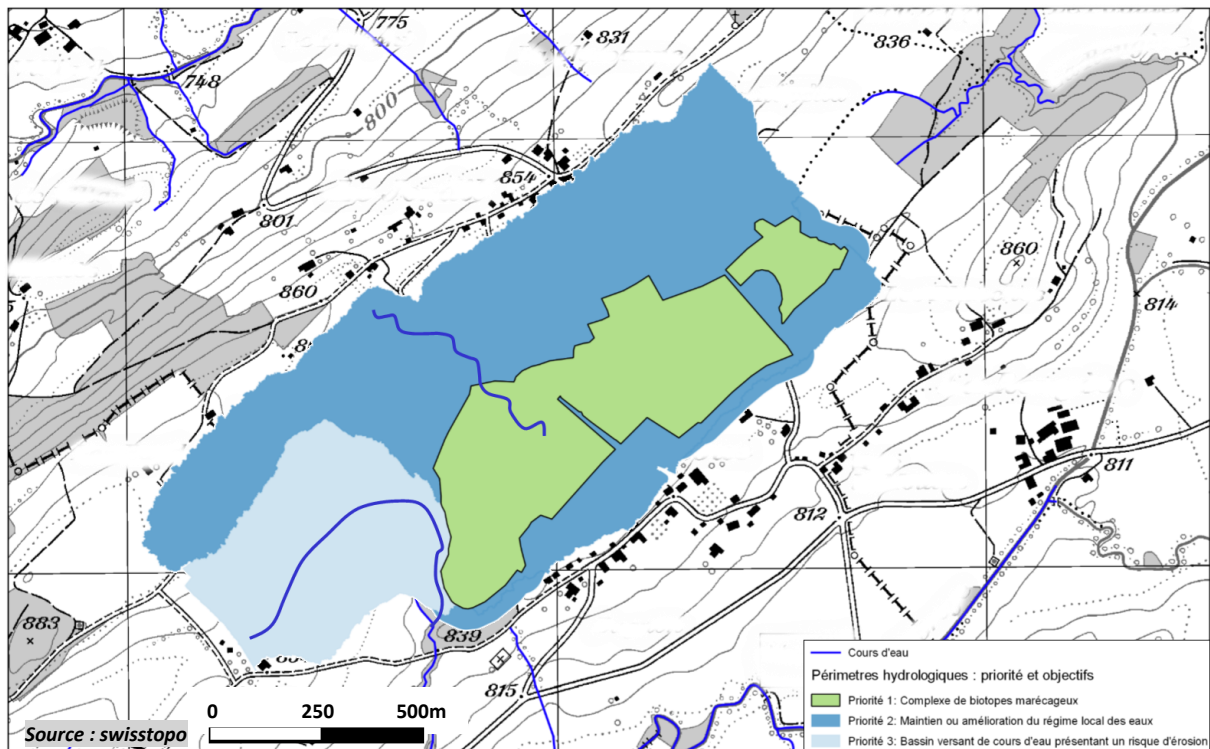 775
831
836
748
800
854
801
860
860
814
811
812
883
839
815
0 250 500m
Source : swisstopo
Cours d'eau
Périmetres hydrologiques : priorité et objectifs
Priorité 1: Complexe de biotopes marécageux
Priorité 2: Maintien ou amélioration du régime local des eaux
Priorité 3: Bassin versant de cours d'eau présentant un risque d'érosion